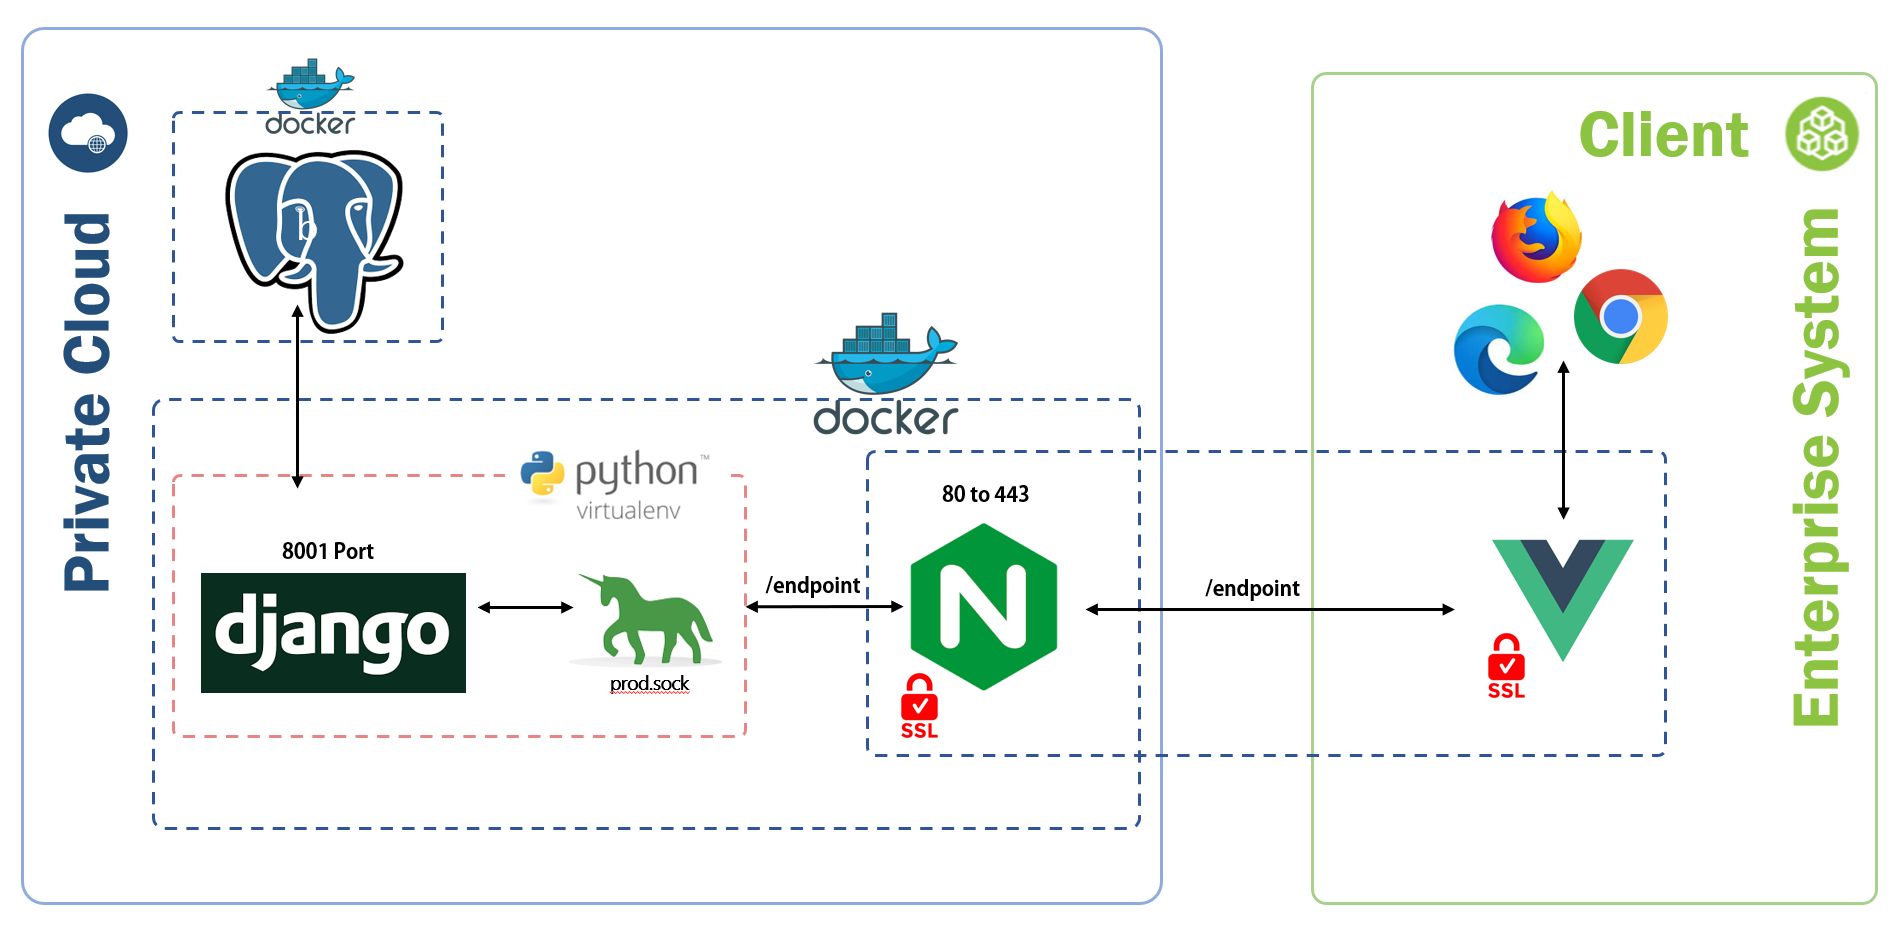 Private Cloud
docker
b
docker
python™
virtualenv
8001 Port
django
prod.sock
/endpoint
80 to 443
N
SSL
/endpoint
SSL
Client
Enterprise System